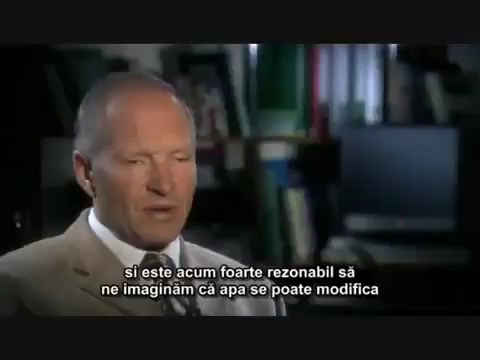 si este acum foarte rezonabil să
ne imaginăm că apa se poate modifica